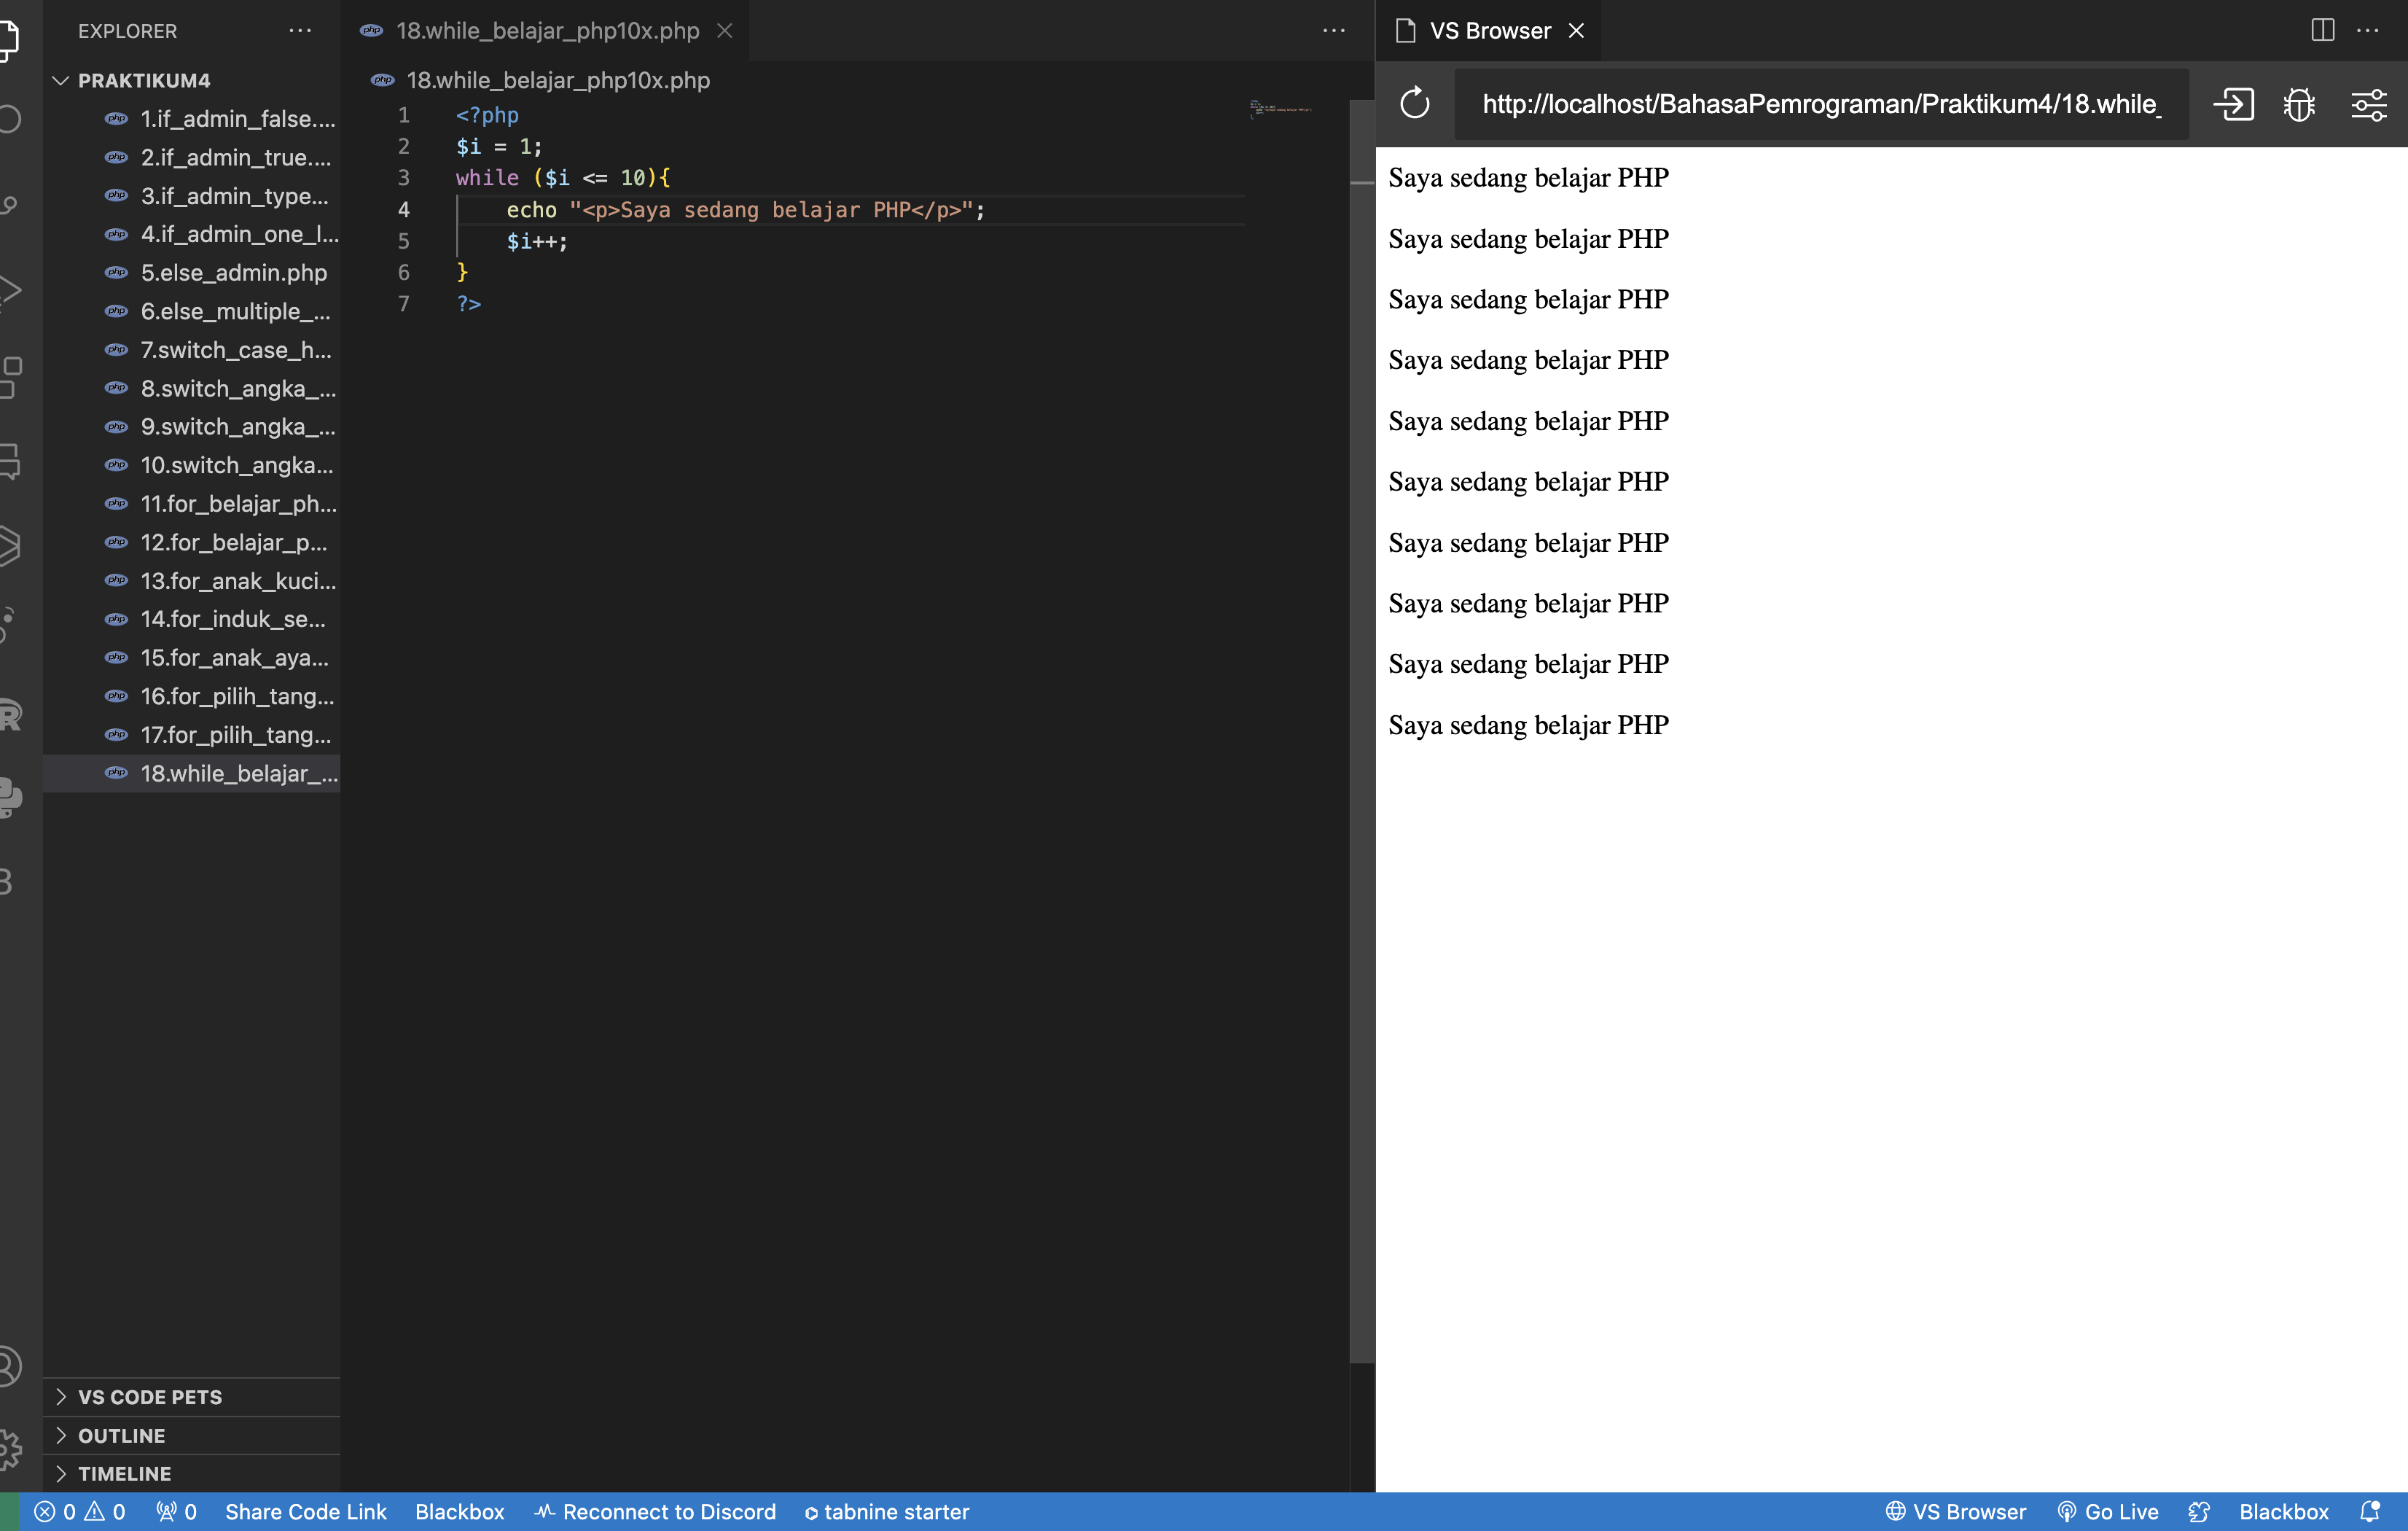 EXPLORER
PRAKTIKUM4
1.if_admin_false....
2.if_admin_true....
3.if_admin_type...
4.if_admin_one_l...
5.else_admin.php
6.else_multiple_...
7.switch_case_h...
8.switch_angka_...
9.switch_angka_...
10.switch_angka...
11.for_belajar_ph...
12.for_belajar_p...
13.for_anak_kuci...
14.for_induk_se...
15.for_anak_aya...
16.for_pilih_tang...
17.for_pilih_tang...
18.while_belajar_...
VS CODE PETS
OUTLINE
TIMELINE
18.while_belajar_php10x.php
18.while_belajar_php10x.php
1 <?php
2 $i = 1;
3 while ($i <= 10){
4 echo "<p>Saya sedang belajar PHP</p>";
5 $i++;
6 }
7 ?>
VS Browser
http://localhost/BahasaPemrograman/Praktikum4/18.while_
Saya sedang belajar PHP
Saya sedang belajar PHP
Saya sedang belajar PHP
Saya sedang belajar PHP
Saya sedang belajar PHP
Saya sedang belajar PHP
Saya sedang belajar PHP
Saya sedang belajar PHP
Saya sedang belajar PHP
Saya sedang belajar PHP
0 0 0 Share Code Link Blackbox Reconnect to Discord tabnine starter VS Browser Go Live Blackbox